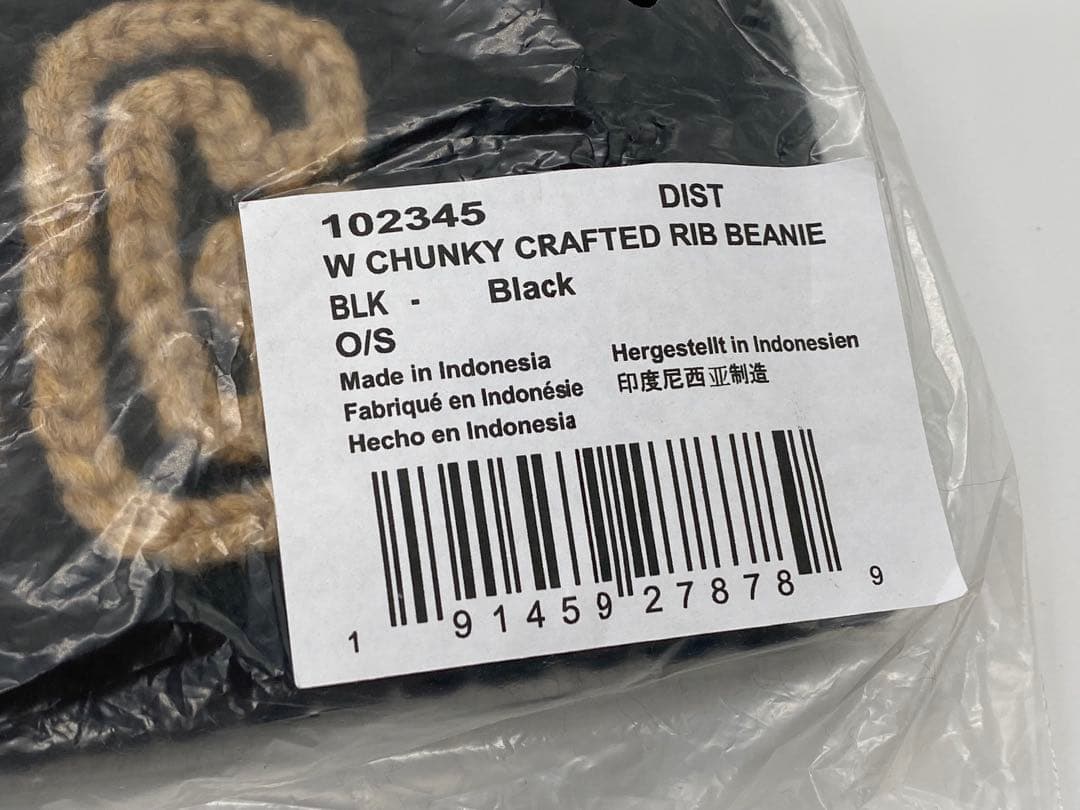 102345 DIST
W CHUNKY CRAFTED RIB BEANIE
BLK - Black
O/S
Made in Indonesia Hergestellt in Indonesien
Fabriqué en Indonésie 印度尼西亚制造
Hecho en Indonesia
1 91459 27878 9